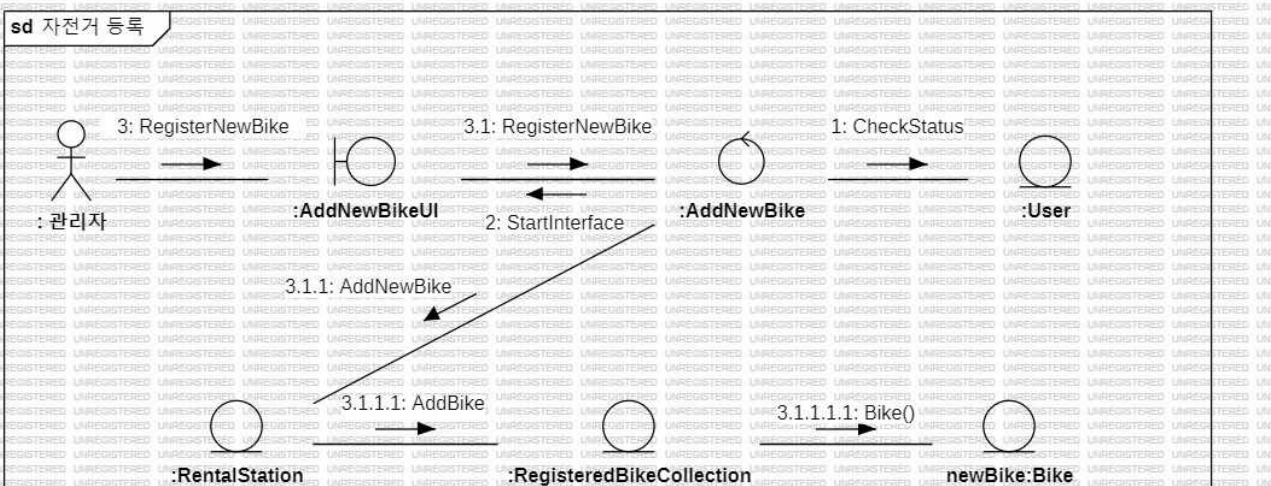 sd 자전거 등록
3: RegisterNewBike
3.1: RegisterNewBike
1: CheckStatus
: 관리자
:AddNewBikeUI
2: StartInterface
:AddNewBike
:User
3.1.1: AddNewBike
3.1.1.1: AddBike
3.1.1.1.1: Bike()
:RentalStation
:RegisteredBikeCollection
newBike:Bike
UNREGISTERED